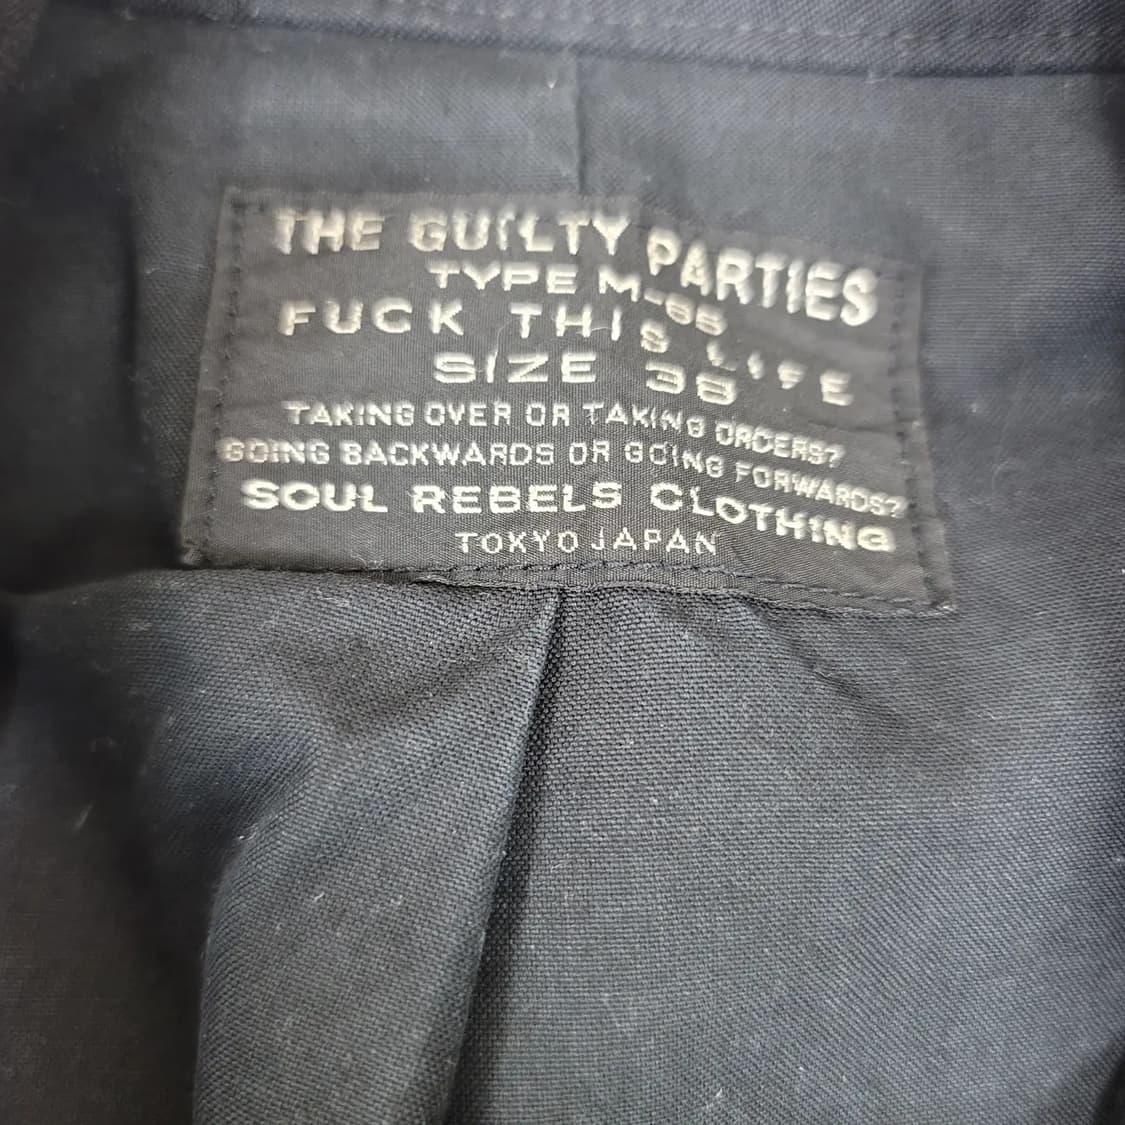 THE GUILTY PARTIES
TYPE M-65
FUCK THIS LIFE
SIZE 38
TAKING OVER OR TAKING ORDERS?
GOING BACKWARDS OR GOING FORWARDS?
SOUL REBELS CLOTHING
TOKYO JAPAN